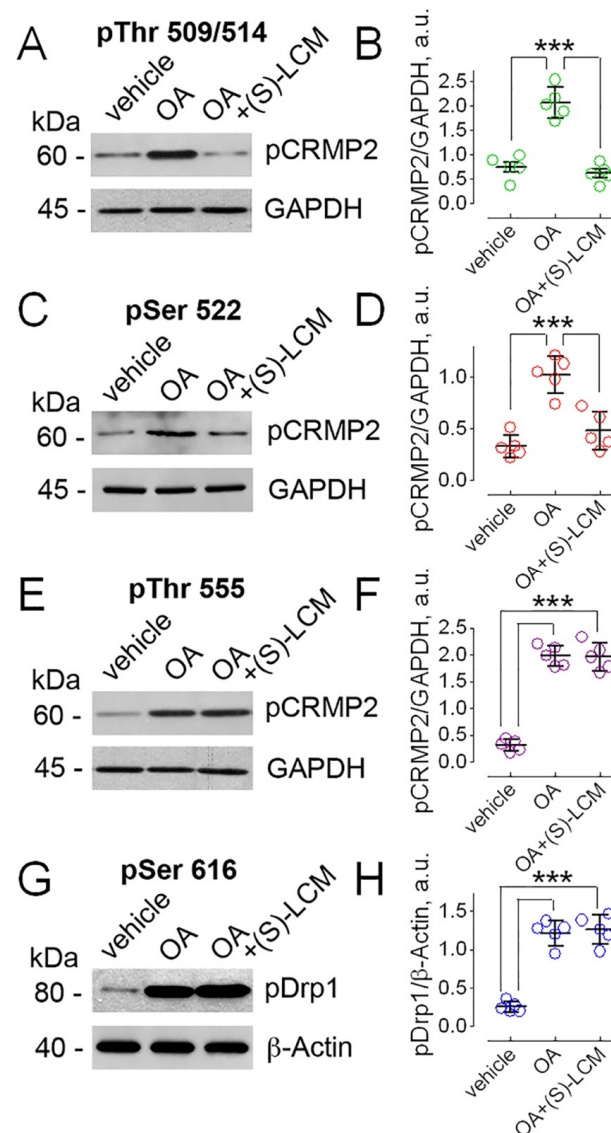 A
pThr 509/514
vehicle
OA
OA
+(S)-LCM
kDa
60 -
pCRMP2
45 -
GAPDH
B
***
pCRMP2/GAPDH, a.u.
2.5
2.0
1.5
1.0
0.5
0.0
vehicle
OA
OA+(S)-LCM
C
pSer 522
vehicle
OA
OA
+(S)-LCM
kDa
60 -
pCRMP2
45 -
GAPDH
D
***
pCRMP2/GAPDH, a.u.
1.0
0.5
0.0
vehicle
OA
OA+(S)-LCM
E
pThr 555
vehicle
OA
OA
+(S)-LCM
kDa
60 -
pCRMP2
45 -
GAPDH
F
***
pCRMP2/GAPDH, a.u.
2.5
2.0
1.5
1.0
0.5
0.0
vehicle
OA
OA+(S)-LCM
G
pSer 616
vehicle
OA
OA
+(S)-LCM
kDa
80 -
pDrp1
40 -
β-Actin
H
***
pDrp1/β-Actin, a.u.
1.5
1.0
0.5
0.0
vehicle
OA
OA+(S)-LCM